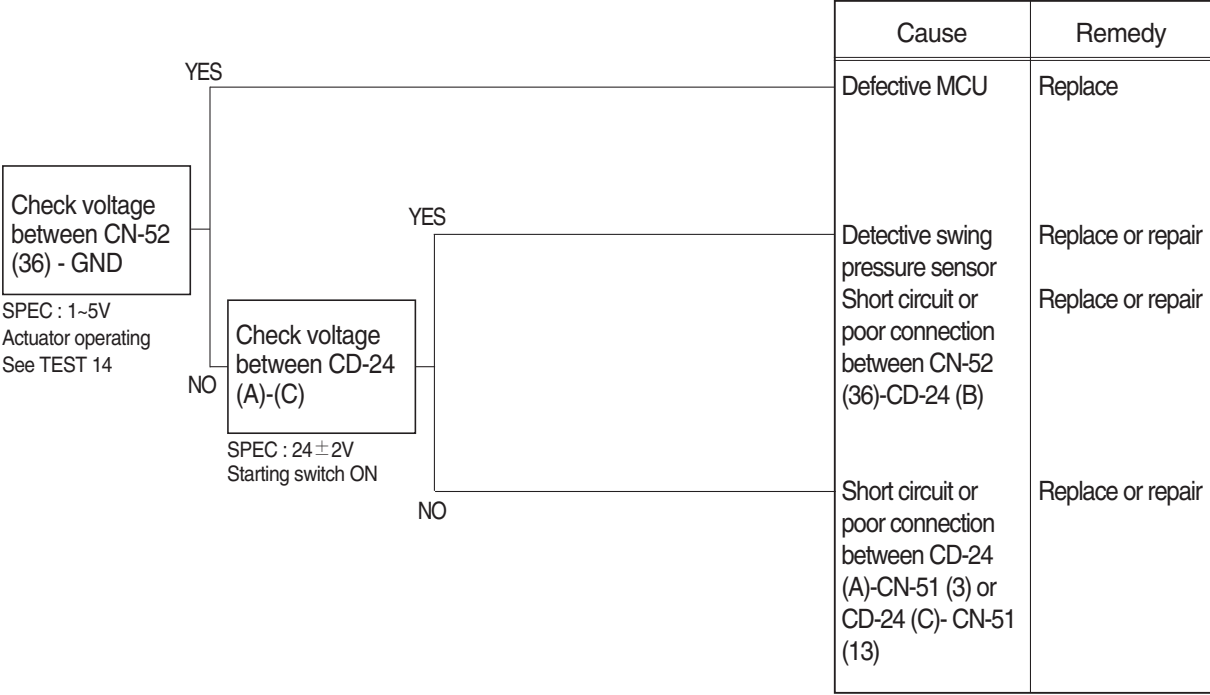 Cause Remedy
YES
Defective MCU Replace
Check voltage
between CN-52
(36) - GND
SPEC : 1~5V
Actuator operating
See TEST 14
NO
Check voltage
between CD-24
(A)-(C)
SPEC : 24±2V
Starting switch ON
YES
Detective swing
pressure sensor
Replace or repair
Short circuit or
poor connection
between CN-52
(36)-CD-24 (B)
Replace or repair
NO
Short circuit or
poor connection
between CD-24
(A)-CN-51 (3) or
CD-24 (C)- CN-51
(13)
Replace or repair